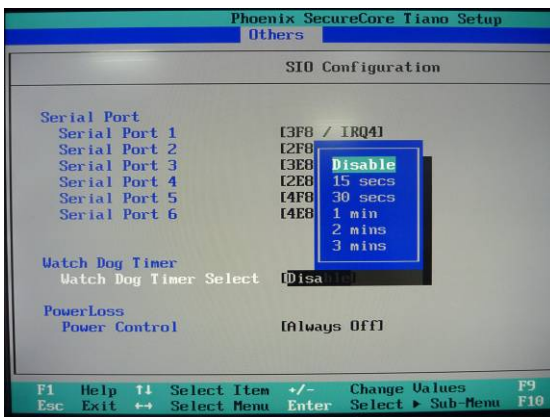 Phoenix SecureCore Tiano Setup
Others
SIO Configuration
Serial Port
Serial Port 1 [3F8 / IRQ4]
Serial Port 2 [2F8
Serial Port 3 [3E8
Serial Port 4 [2E8
Serial Port 5 [4F8
Serial Port 6 [4E8
Disable
15 secs
30 secs
1 min
2 mins
3 mins
Watch Dog Timer
Watch Dog Timer Select [Disable]
PowerLoss
Power Control [Always Off]
F1 Help ↑↓ Select Item +/- Change Values F9
Esc Exit ↔ Select Menu Enter Select ▶ Sub-Menu F10